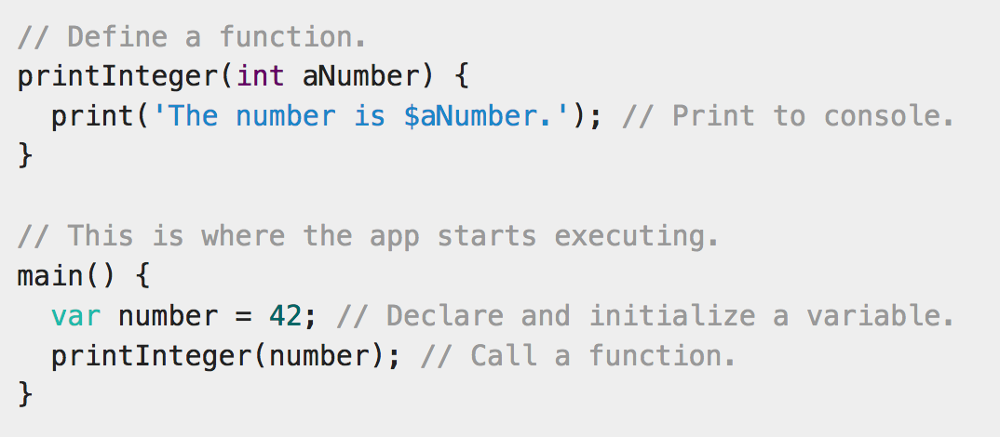 // Define a function.
printInteger(int aNumber) {
  print('The number is $aNumber.'); // Print to console.
}

// This is where the app starts executing.
main() {
  var number = 42; // Declare and initialize a variable.
  printInteger(number); // Call a function.
}